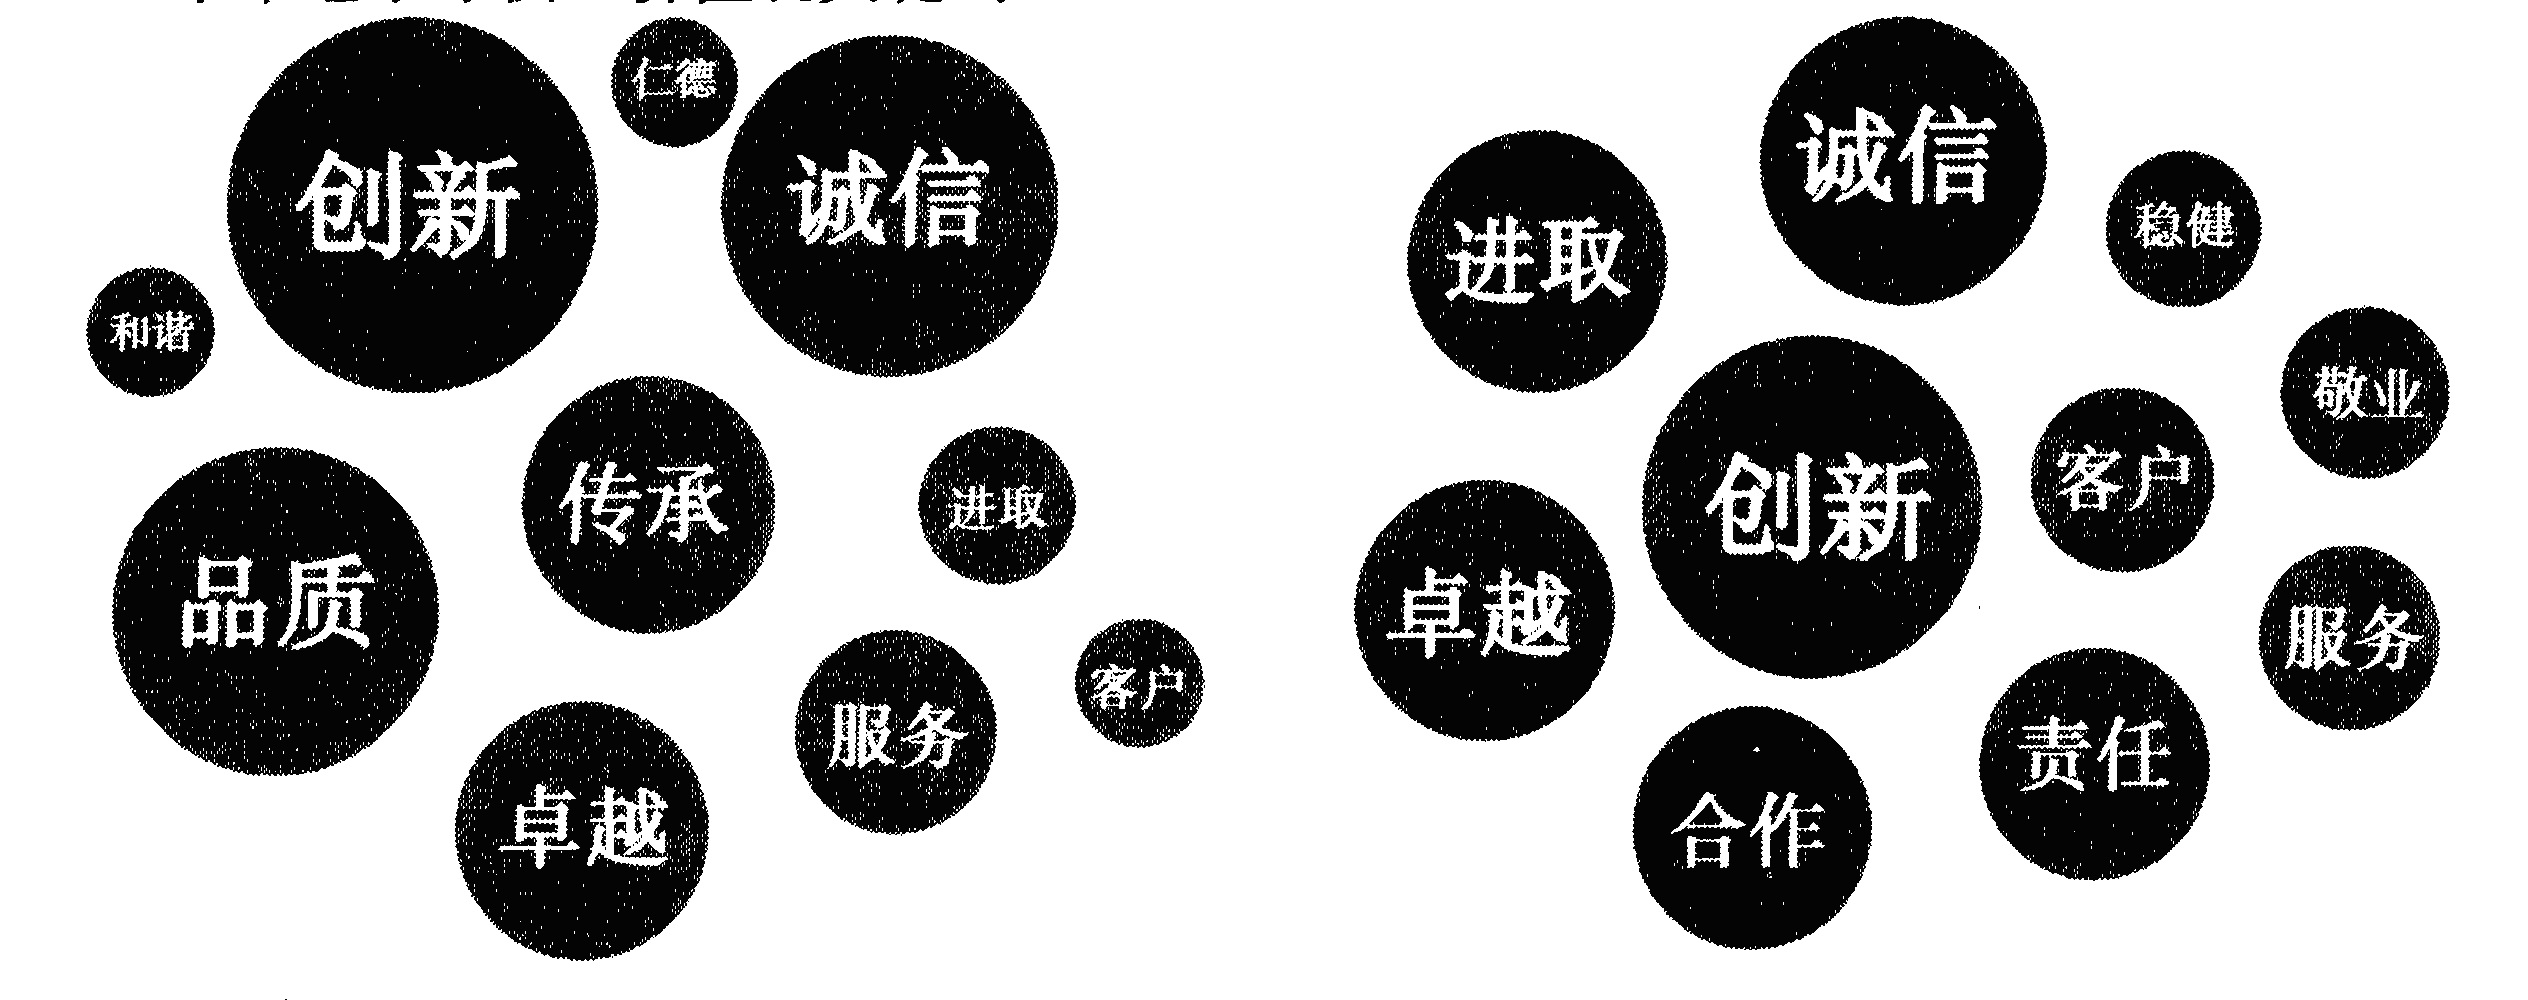 仁德
创新
诚信
和谐
传承
进取
品质
客户
服务
卓越
诚信
进取
稳健
敬业
创新
客户
卓越
服务
责任
合作